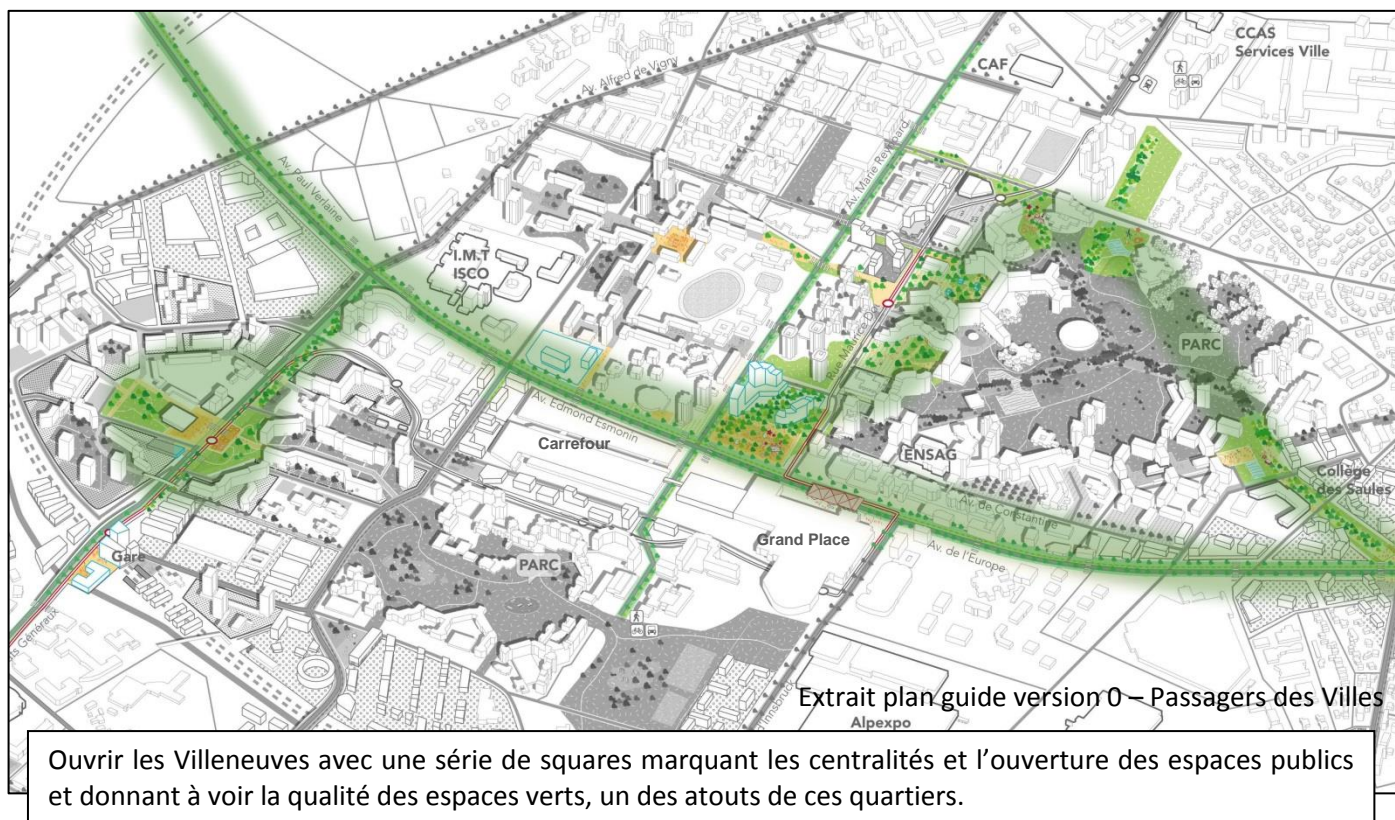 CCAS
Services Ville
CAF
Av. Alfred de Vigny
Av. Marie Reynoard
Av. Paul Verlaine
I.M.T
ISCO
PARC
Av. Edmond Esmonin
Carrefour
ENSAG
Collège
des Saules
Av. de Constantine
Grand Place
Av. de l'Europe
Gare
PARC
Généraux
Innsbruck
Extrait plan guide version 0 – Passagers des Villes
Alpexpo
Ouvrir les Villeneuves avec une série de squares marquant les centralités et l'ouverture des espaces publics
et donnant à voir la qualité des espaces verts, un des atouts de ces quartiers.